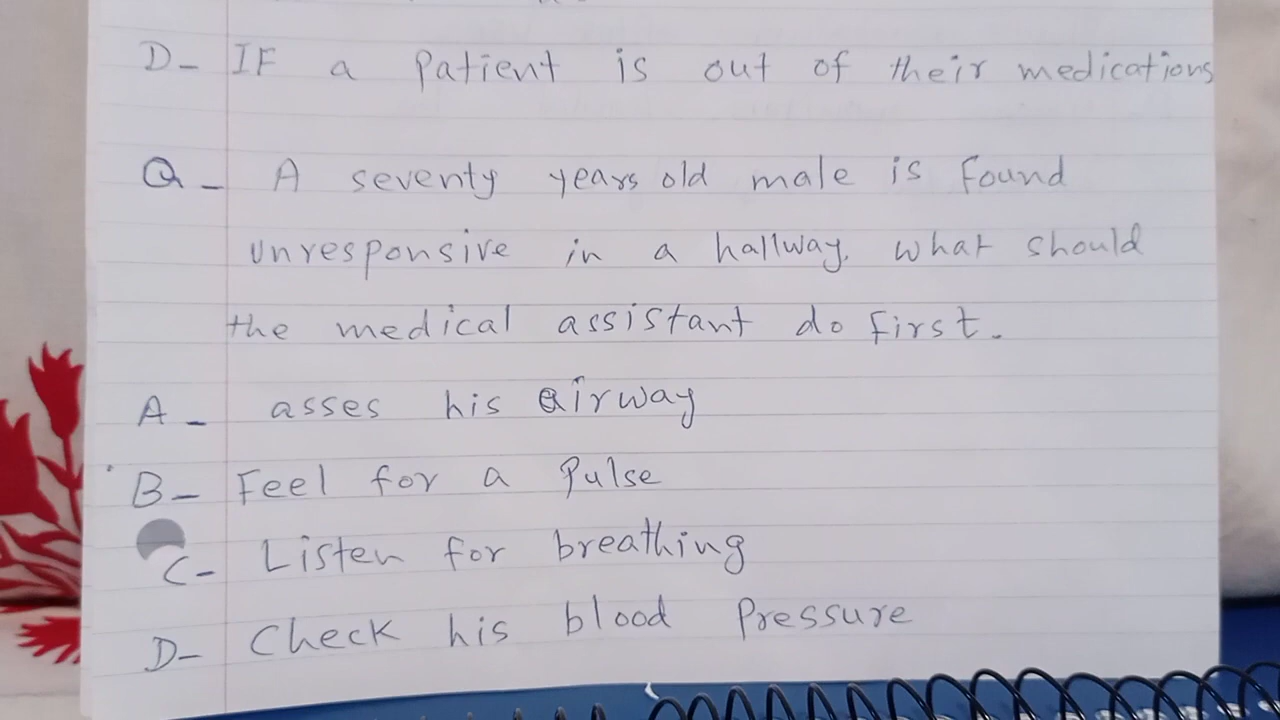 D- IF a patient is out of their medications
Q- A seventy years old male is found
unresponsive in a hallway. what should
the medical assistant do first.
A- asses his airway
B- Feel for a Pulse
C- Listen for breathing
D- Check his blood Pressure